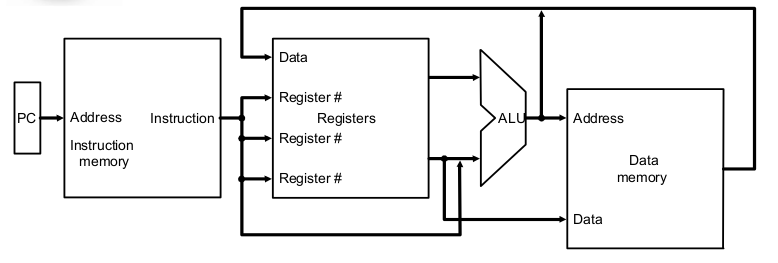 PC
Address
Instruction
Instruction
memory
Data
Register #
Registers
Register #
Register #
ALU
Address
Data
memory
Data